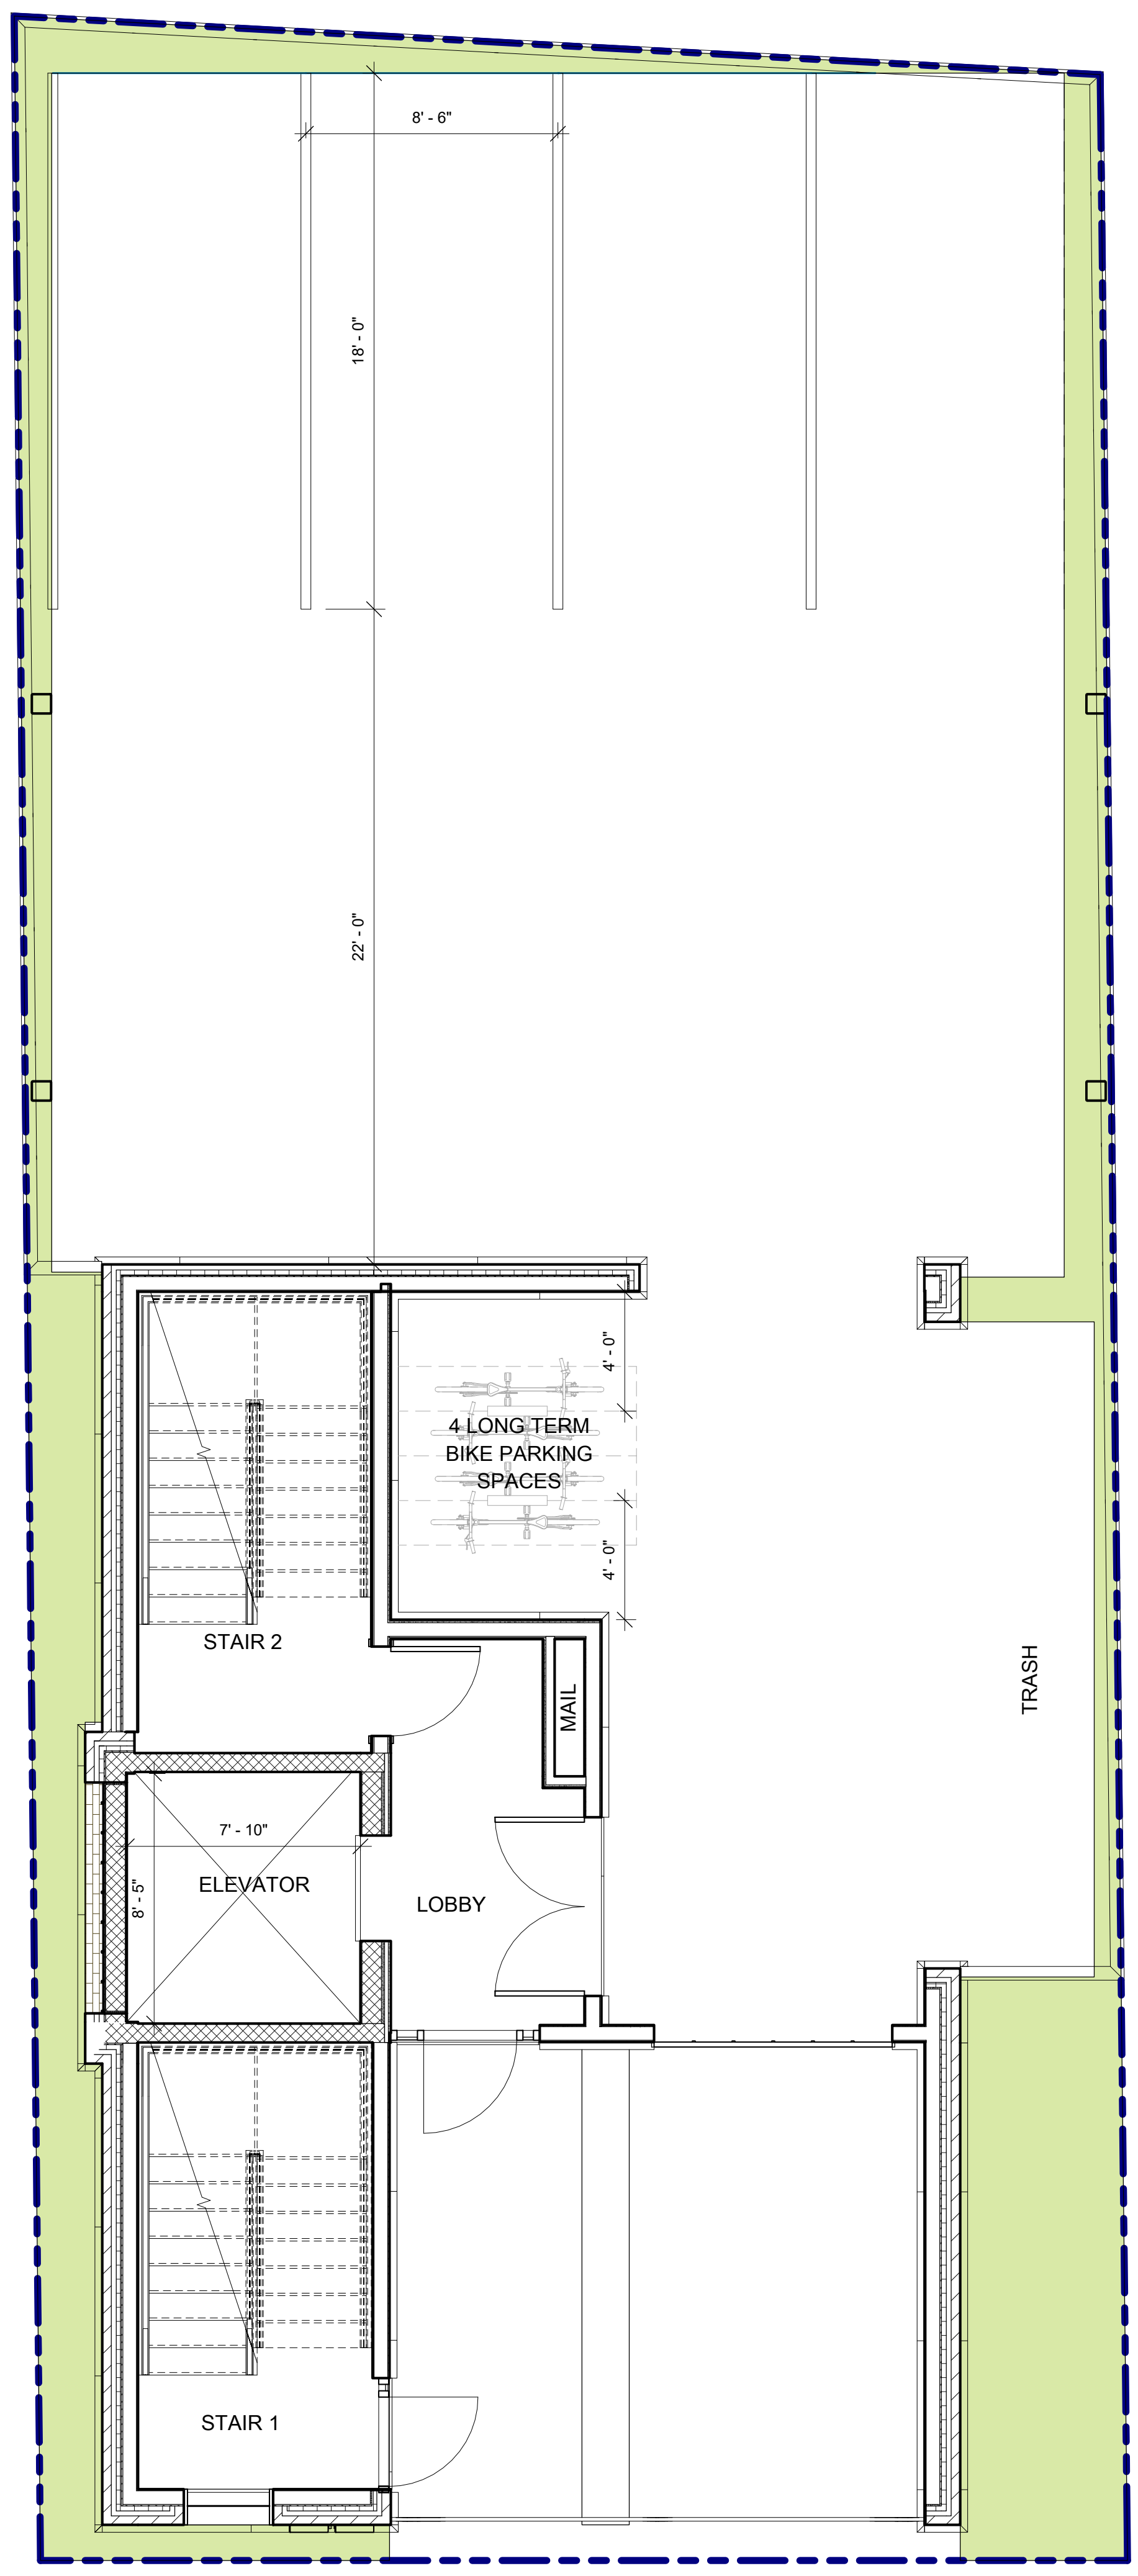 8' - 6"
18' - 0"
22' - 0"
4' - 0"
4 LONG TERM
BIKE PARKING
SPACES
4' - 0"
STAIR 2
MAIL
TRASH
7' - 10"
8' - 5"
ELEVATOR
LOBBY
STAIR 1